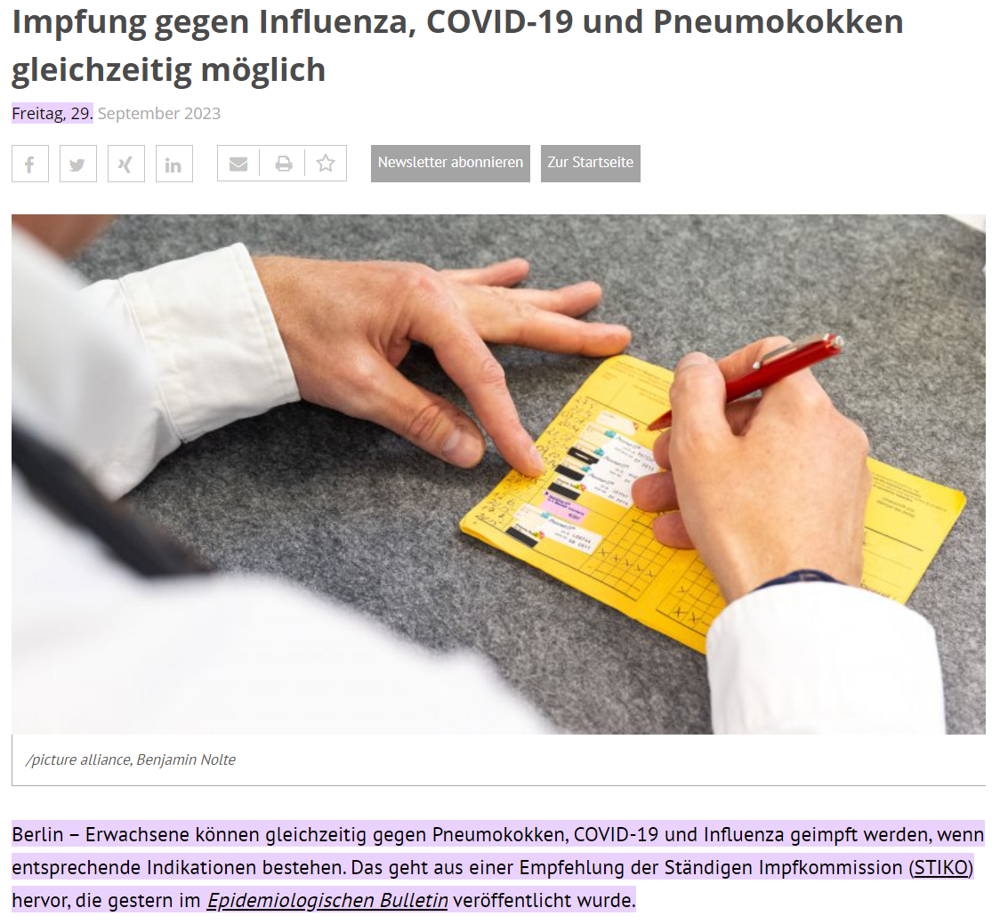 Impfung gegen Influenza, COVID-19 und Pneumokokken
gleichzeitig möglich
Freitag, 29. September 2023
Newsletter abonnieren
Zur Startseite
/picture alliance, Benjamin Nolte
Berlin – Erwachsene können gleichzeitig gegen Pneumokokken, COVID-19 und Influenza geimpft werden, wenn
entsprechende Indikationen bestehen. Das geht aus einer Empfehlung der Ständigen Impfkommission (STIKO)
hervor, die gestern im Epidemiologischen Bulletin veröffentlicht wurde.